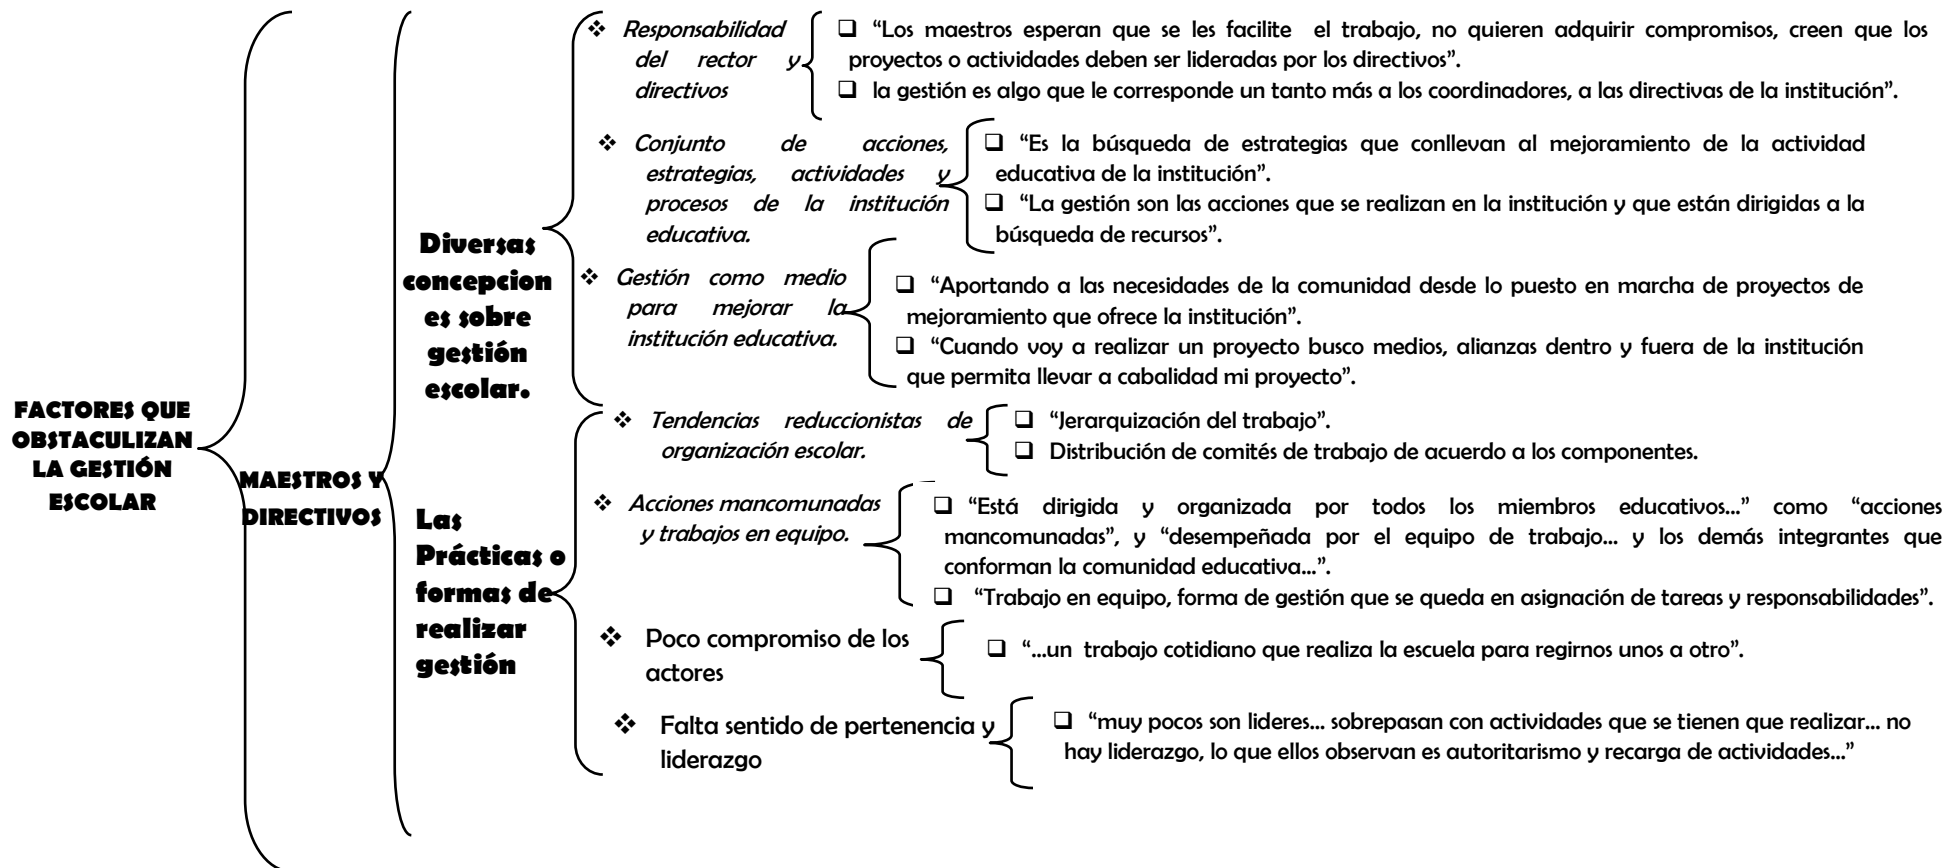 FACTORES QUE
OBSTACULIZAN
LA GESTIÓN
ESCOLAR
MAESTROS Y
DIRECTIVOS
Diversas
concepcion
es sobre
gestión
escolar.
❖ Responsabilidad
del rector y
directivos
❑ “Los maestros esperan que se les facilite el trabajo, no quieren adquirir compromisos, creen que los
proyectos o actividades deben ser lideradas por los directivos”.
❑ la gestión es algo que le corresponde un tanto más a los coordinadores, a las directivas de la institución”.
❖ Conjunto de acciones,
estrategias, actividades y
procesos de la institución
educativa.
❑ “Es la búsqueda de estrategias que conllevan al mejoramiento de la actividad
educativa de la institución”.
❑ “La gestión son las acciones que se realizan en la institución y que están dirigidas a la
búsqueda de recursos”.
❖ Gestión como medio
para mejorar la
institución educativa.
❑ “Aportando a las necesidades de la comunidad desde lo puesto en marcha de proyectos de
mejoramiento que ofrece la institución”.
❑ “Cuando voy a realizar un proyecto busco medios, alianzas dentro y fuera de la institución
que permita llevar a cabalidad mi proyecto”.
Las
Prácticas o
formas de
realizar
gestión
❖ Tendencias reduccionistas de
organización escolar.
❑ “Jerarquización del trabajo”.
❑ Distribución de comités de trabajo de acuerdo a los componentes.
❖ Acciones mancomunadas
y trabajos en equipo.
❑ “Está dirigida y organizada por todos los miembros educativos…” como “acciones
mancomunadas”, y “desempeñada por el equipo de trabajo… y los demás integrantes que
conforman la comunidad educativa…”.
❑ “Trabajo en equipo, forma de gestión que se queda en asignación de tareas y responsabilidades”.
❖ Poco compromiso de los
actores
❑ “…un trabajo cotidiano que realiza la escuela para regirnos unos a otro”.
❖ Falta sentido de pertenencia y
liderazgo
❑ “muy pocos son lideres… sobrepasan con actividades que se tienen que realizar… no
hay liderazgo, lo que ellos observan es autoritarismo y recarga de actividades…”